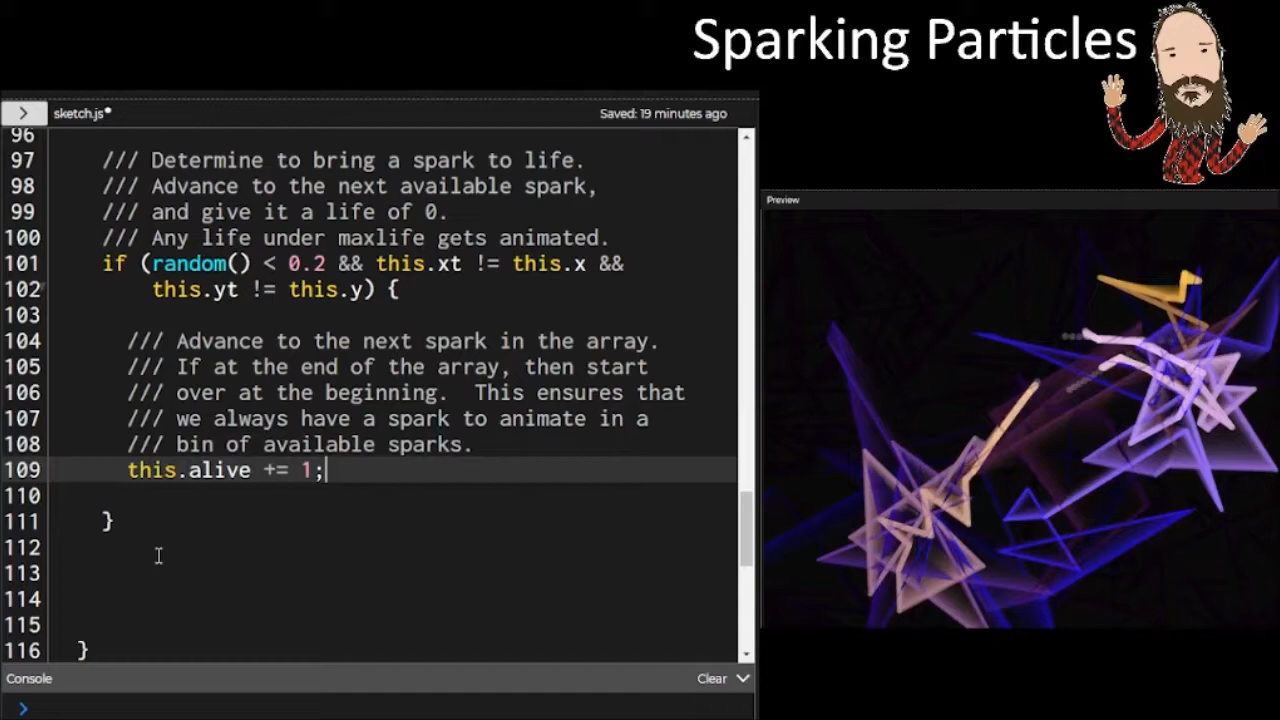 Sparking Particles
sketch.js•
Saved: 19 minutes ago
96
97 /// Determine to bring a spark to life.
98 /// Advance to the next available spark,
99 /// and give it a life of 0.
100 /// Any life under maxlife gets animated.
101 if (random() < 0.2 && this.xt != this.x &&
102 this.yt != this.y) {
103
104 /// Advance to the next spark in the array.
105 /// If at the end of the array, then start
106 /// over at the beginning.  This ensures that
107 /// we always have a spark to animate in a
108 /// bin of available sparks.
109 this.alive += 1;
110
111 }
112
113
114
115
116 }
Preview
Console
Clear